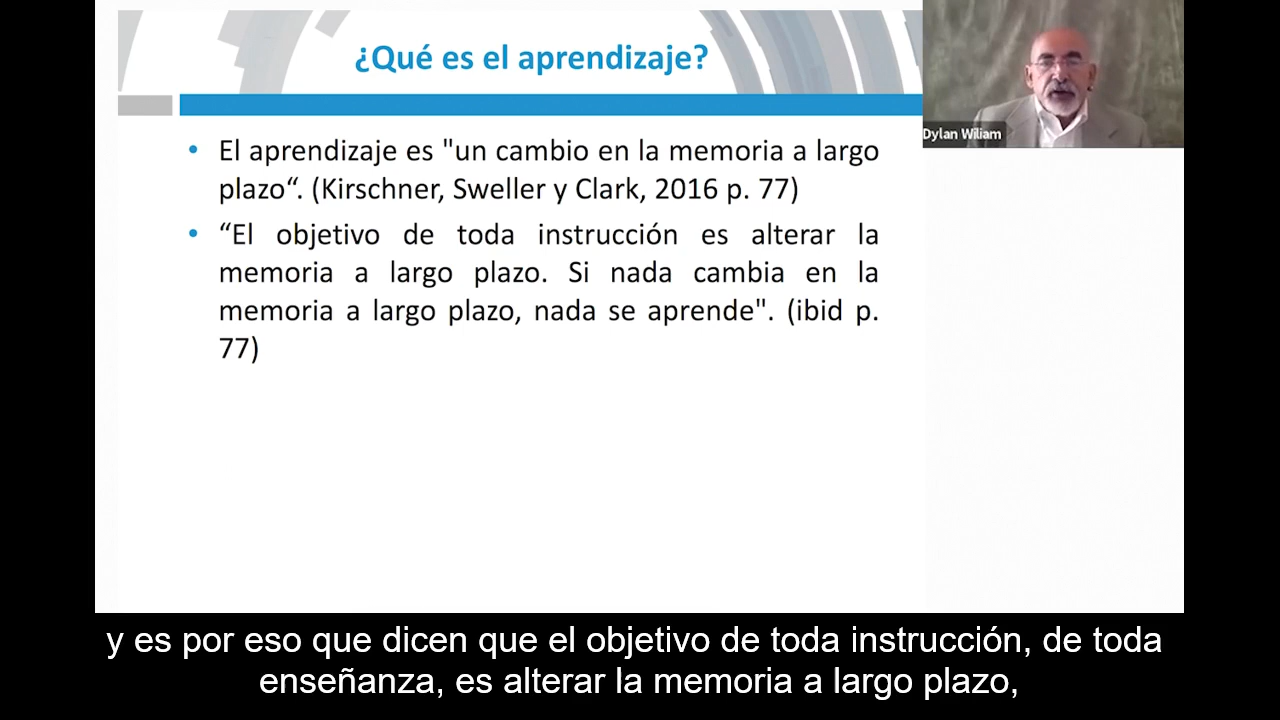 ¿Qué es el aprendizaje?
Dylan Wiliam
• El aprendizaje es "un cambio en la memoria a largo
plazo“. (Kirschner, Sweller y Clark, 2016 p. 77)
• “El objetivo de toda instrucción es alterar la
memoria a largo plazo. Si nada cambia en la
memoria a largo plazo, nada se aprende". (ibid p.
77)
y es por eso que dicen que el objetivo de toda instrucción, de toda
enseñanza, es alterar la memoria a largo plazo,